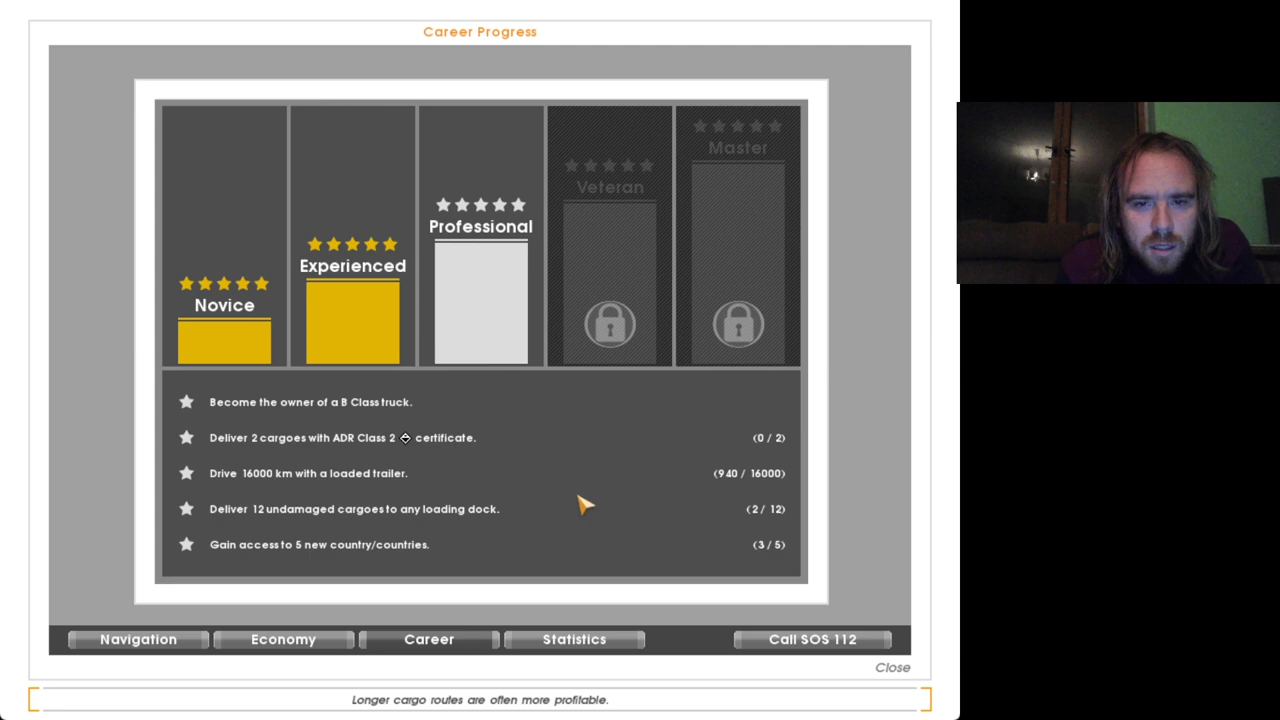 Career Progress
Master
Veteran
Professional
Experienced
Novice
Become the owner of a B Class truck.
Deliver 2 cargoes with ADR Class 2 certificate. (0 / 2)
Drive 16000 km with a loaded trailer. (940 / 16000)
Deliver 12 undamaged cargoes to any loading dock. (2 / 12)
Gain access to 5 new country/countries. (3 / 5)
Navigation Economy Career Statistics Call SOS 112
Close
Longer cargo routes are often more profitable.